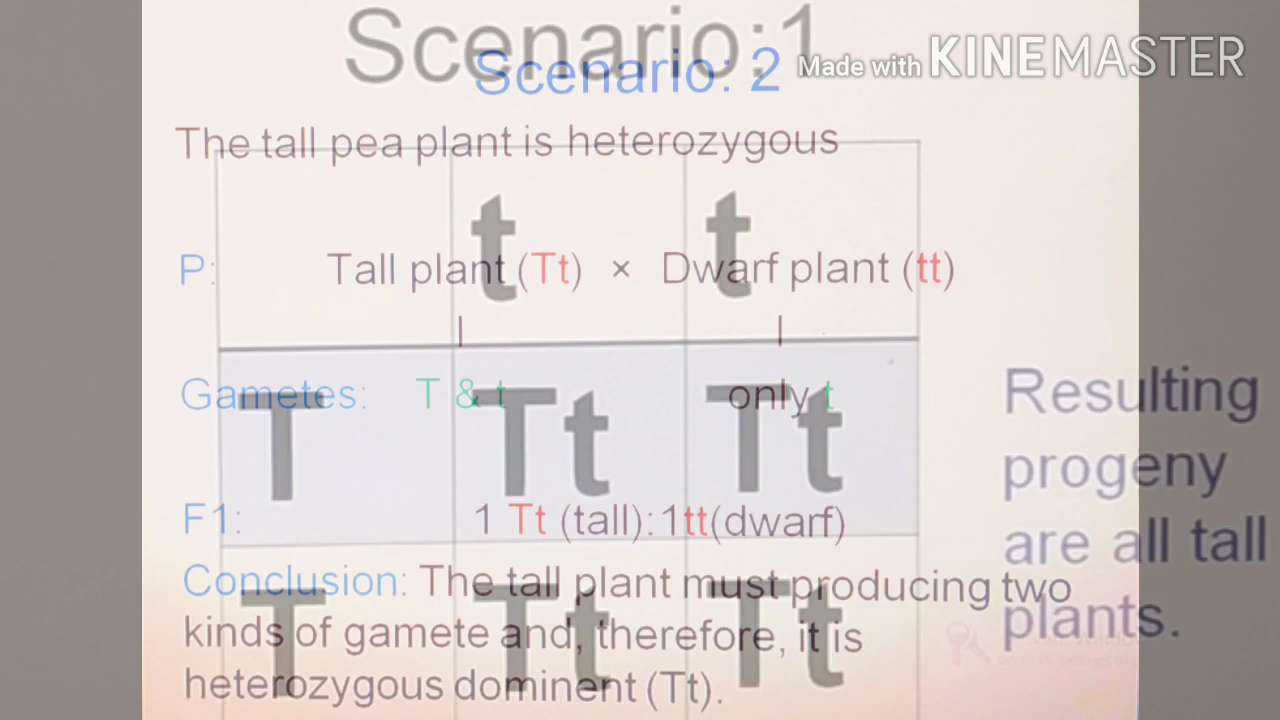 Scenario:1
Scenario: 2
Made with KINEMASTER
The tall pea plant is heterozygous
t t
P: Tall plant (Tt) × Dwarf plant (tt)
Gametes: T & t only t
T Tt Tt
F1: 1 Tt (tall):1tt(dwarf)
Conclusion: The tall plant must producing two
kinds of gamete and, therefore, it is
heterozygous dominent (Tt).
T Tt Tt
Resulting
progeny
are all tall
plants.